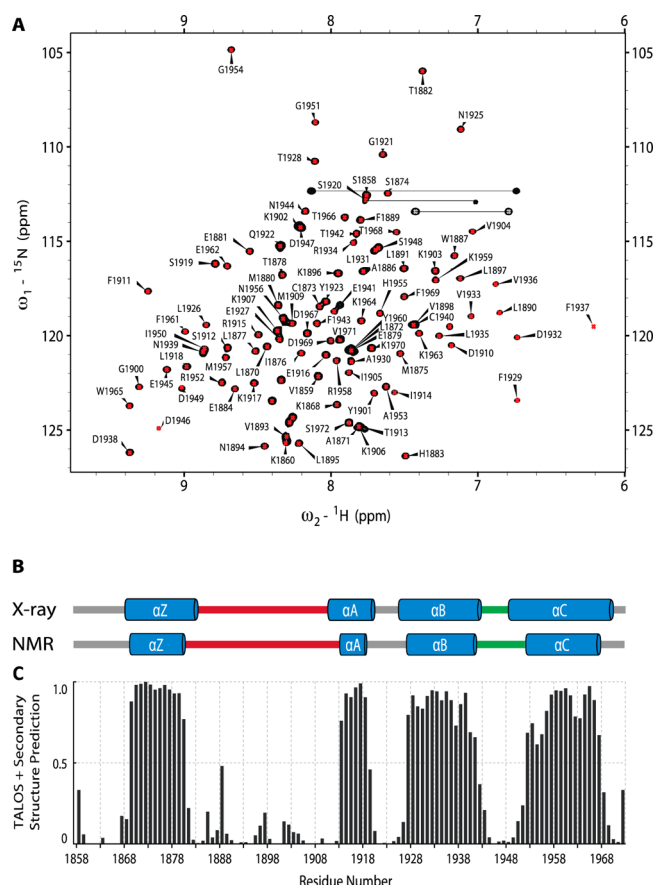 A
9 8 7 6
G1954
T1882
G1951
N1925
T1928
G1921
S1858
S1920
S1874
N1944
T1966
F1889
K1902
T1942
T1968
V1904
Q1922
D1947
R1934
S1948
W1887
E1881
E1962
L1931
L1891
K1903
K1959
S1919
T1878
K1896
A1886
L1897
M1880
Y1923
E1941
H1955
F1969
V1933
V1936
F1911
K1907
M1909
C1873
K1964
Y1960
V1898
L1890
F1937
L1926
N1956
D1967
F1943
L1872
C1940
F1961
E1927
V1971
E1879
L1935
D1932
S1912
R1915
D1969
K1970
K1963
D1910
I1950
L1877
A1930
M1875
N1939
L1918
M1957
I1876
E1916
I1905
L1870
R1958
I1914
F1929
G1900
R1952
V1859
Y1901
E1945
D1949
E1884
K1917
K1868
A1953
W1965
D1946
V1893
S1972
T1913
A1871
D1938
N1894
K1860
L1895
K1906
H1883
105 105
110 110
115 115
120 120
125 125
9 8 7 6
ω1 - 15N (ppm)
ω2 - 1H (ppm)
B
X-ray αZ αA αB αC
NMR αZ αA αB αC
C
TALOS + Secondary
Structure Prediction
1.0
0.5
0
1858 1868 1878 1888 1898 1908 1918 1928 1938 1948 1958 1968
Residue Number